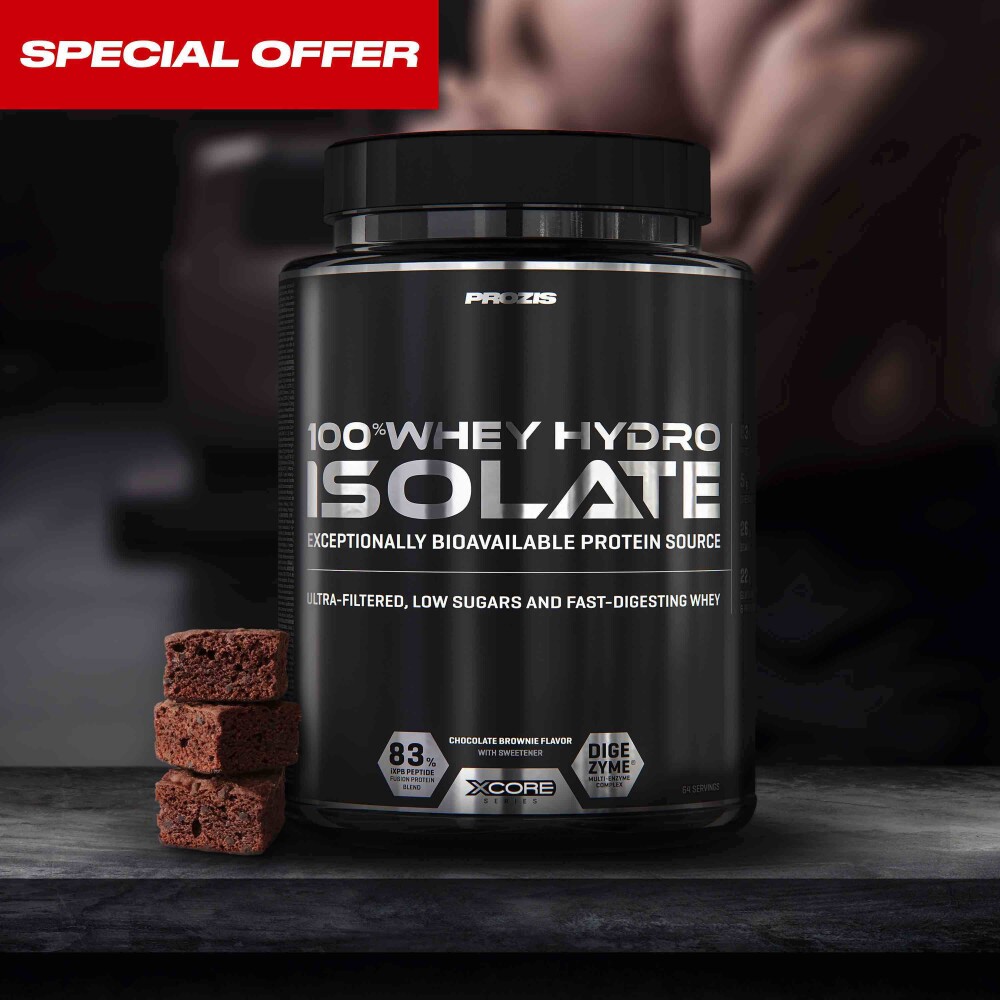 SPECIAL OFFER
PROZIS
100% WHEY HYDRO
ISOLATE
EXCEPTIONALLY BIOAVAILABLE PROTEIN SOURCE
ULTRA-FILTERED, LOW SUGARS AND FAST-DIGESTING WHEY
83%
IXPB PEPTIDE
FUSION PROTEIN
BLEND
CHOCOLATE BROWNIE FLAVOR
WITH SWEETENER
XCORE
SERIES
DIGE
ZYME®
MULTI-ENZYME
COMPLEX
64 SERVINGS